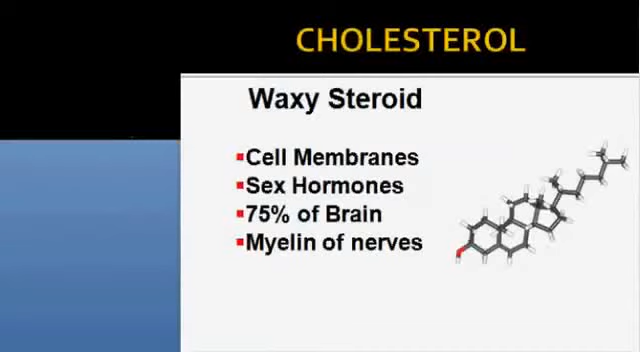 CHOLESTEROL
Waxy Steroid
Cell Membranes
Sex Hormones
75% of Brain
Myelin of nerves